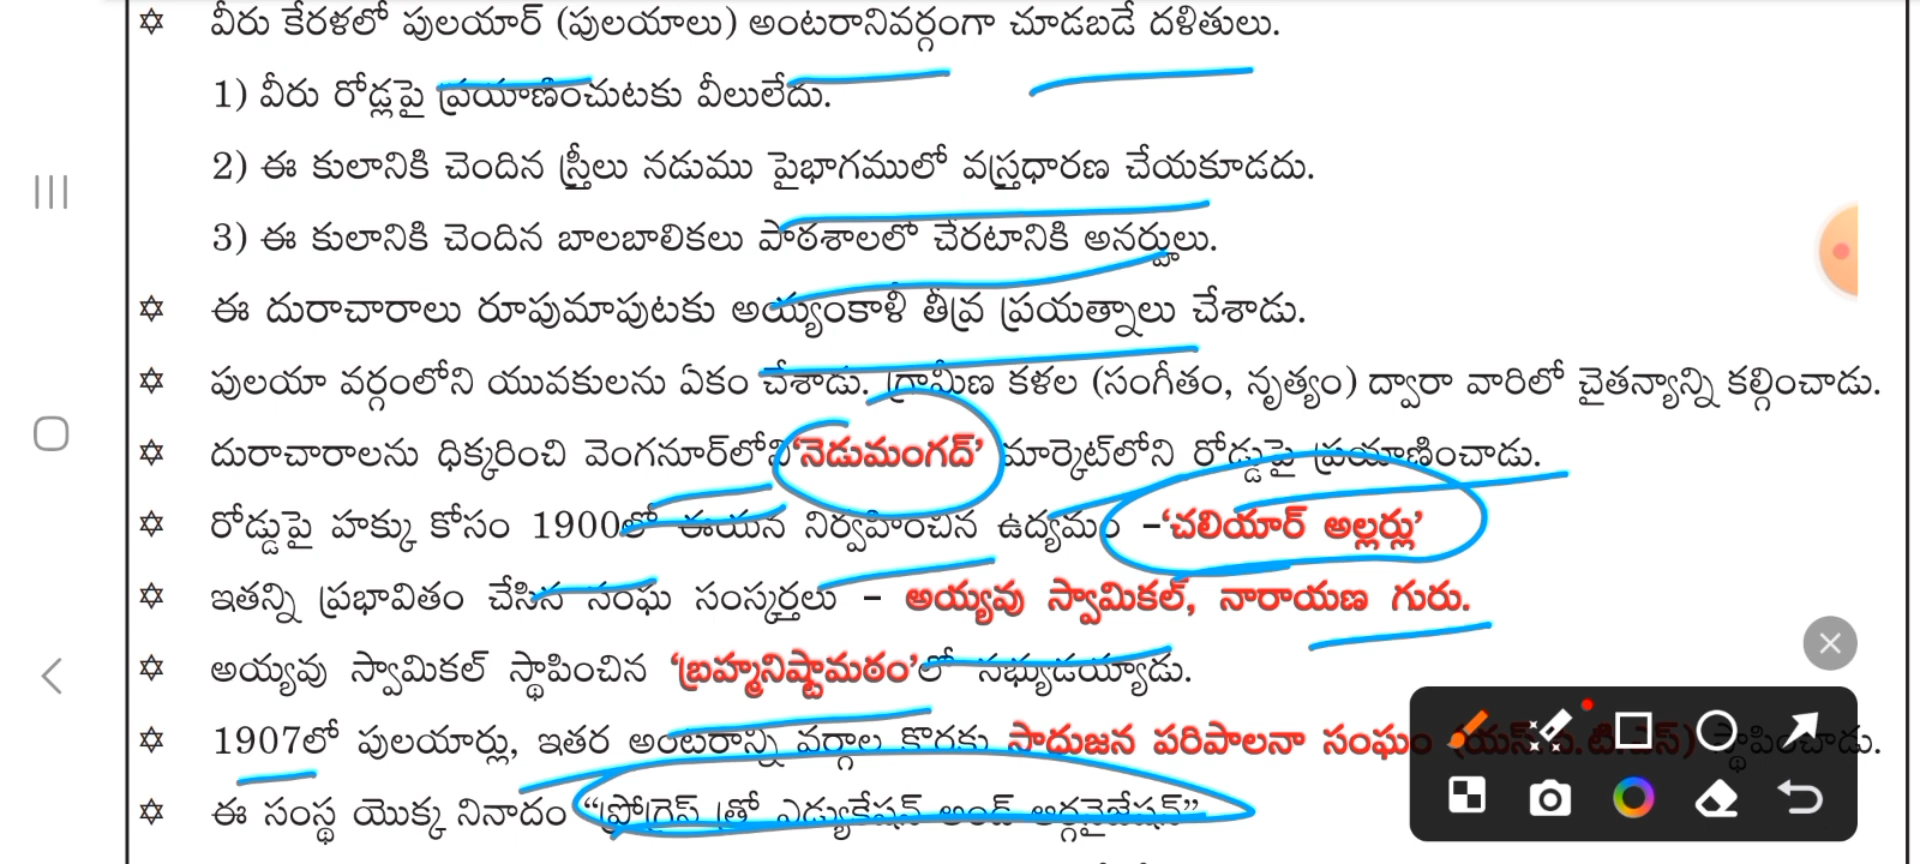 ✡ వీరు కేరళలో పులయార్ (పులయాలు) అంటరానివర్గంగా చూడబడే దళితులు.
1) వీరు రోడ్లపై ప్రయాణించుటకు వీలులేదు.
2) ఈ కులానికి చెందిన స్త్రీలు నడుము పైభాగములో వస్త్రధారణ చేయకూడదు.
3) ఈ కులానికి చెందిన బాలబాలికలు పాఠశాలలో చేరటానికి అనర్హులు.
✡ ఈ దురాచారాలు రూపుమాపుటకు అయ్యంకాళీ తీవ్ర ప్రయత్నాలు చేశాడు.
✡ పులయా వర్గంలోని యువకులను ఏకం చేశాడు. గ్రామీణ కళల (సంగీతం, నృత్యం) ద్వారా వారిలో చైతన్యాన్ని కల్గించాడు.
✡ దురాచారాలను ధిక్కరించి వెంగనూర్‌లోని ‘నెడుమంగద్’ మార్కెట్‌లోని రోడ్డుపై ప్రయాణించాడు.
✡ రోడ్డుపై హక్కు కోసం 1900లో ఈయన నిర్వహించిన ఉద్యమం –‘చలియార్ అల్లర్లు’
✡ ఇతన్ని ప్రభావితం చేసిన సంఘ సంస్కర్తలు – అయ్యవు స్వామికల్, నారాయణ గురు.
✡ అయ్యవు స్వామికల్ స్థాపించిన ‘బ్రహ్మనిష్టామఠం’లో సభ్యుడయ్యాడు.
✡ 1907లో పులయార్లు, ఇతర అంటరాన్ని వర్గాల కొరకు సాదుజన పరిపాలనా సంఘం స్థాపించాడు.
✡ ఈ సంస్థ యొక్క నినాదం “ప్రోగ్రెస్ త్రో ఎడ్యుకేషన్ అండ్ ఆర్గనైజేషన్”